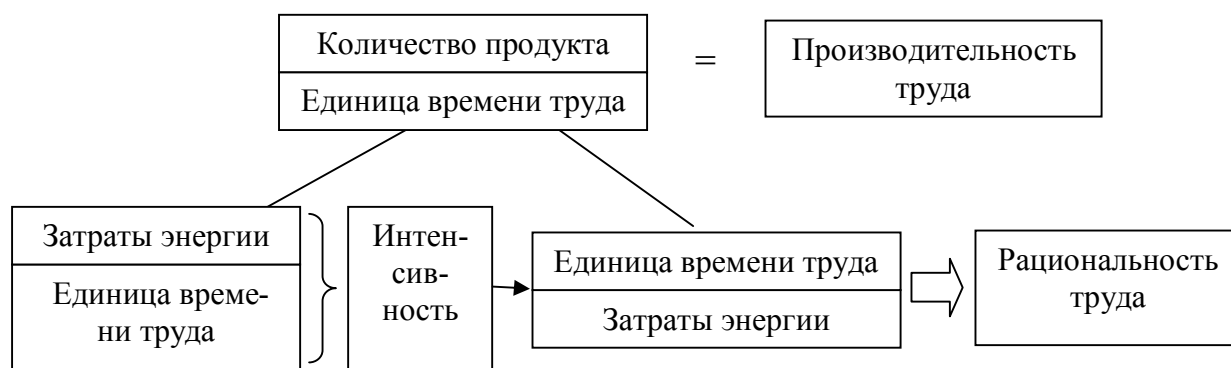 Количество продукта
Единица времени труда
=
Производительность
труда
Затраты энергии
Единица време-
ни труда
Интен-
сив-
ность
Единица времени труда
Затраты энергии
Рациональность
труда